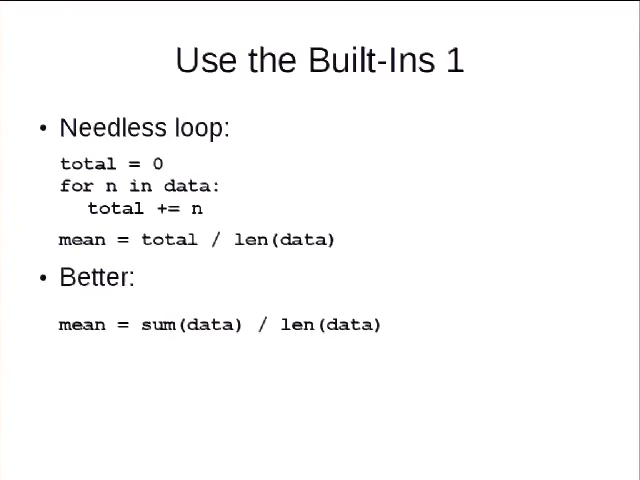 Use the Built-Ins 1
• Needless loop:
total = 0
for n in data:
total += n
mean = total / len(data)
• Better:
mean = sum(data) / len(data)